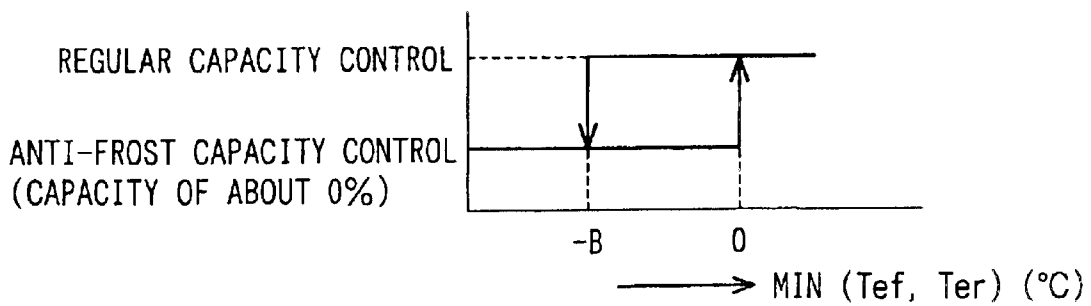 REGULAR CAPACITY CONTROL
ANTI-FROST CAPACITY CONTROL
(CAPACITY OF ABOUT 0%)
-B
0
MIN (Tef, Ter) (°C)